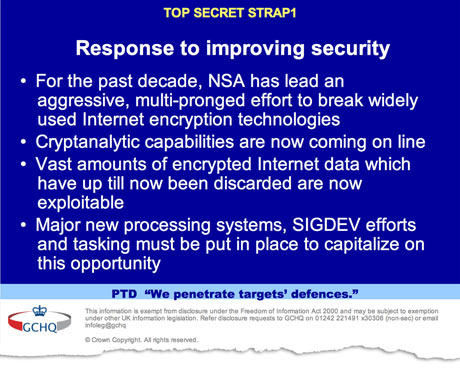 TOP SECRET STRAP1
Response to improving security
• For the past decade, NSA has lead an
aggressive, multi-pronged effort to break widely
used Internet encryption technologies
• Cryptanalytic capabilities are now coming on line
• Vast amounts of encrypted Internet data which
have up till now been discarded are now
exploitable
• Major new processing systems, SIGDEV efforts
and tasking must be put in place to capitalize on
this opportunity
PTD “We penetrate targets’ defences.”
GCHQ
This information is exempt from disclosure under the Freedom of Information Act 2000 and may be subject to exemption
under other UK information legislation. Refer disclosure requests to GCHQ on 01242 221491 x30306 (non-sec) or email
infoleg@gchq
© Crown Copyright. All rights reserved.